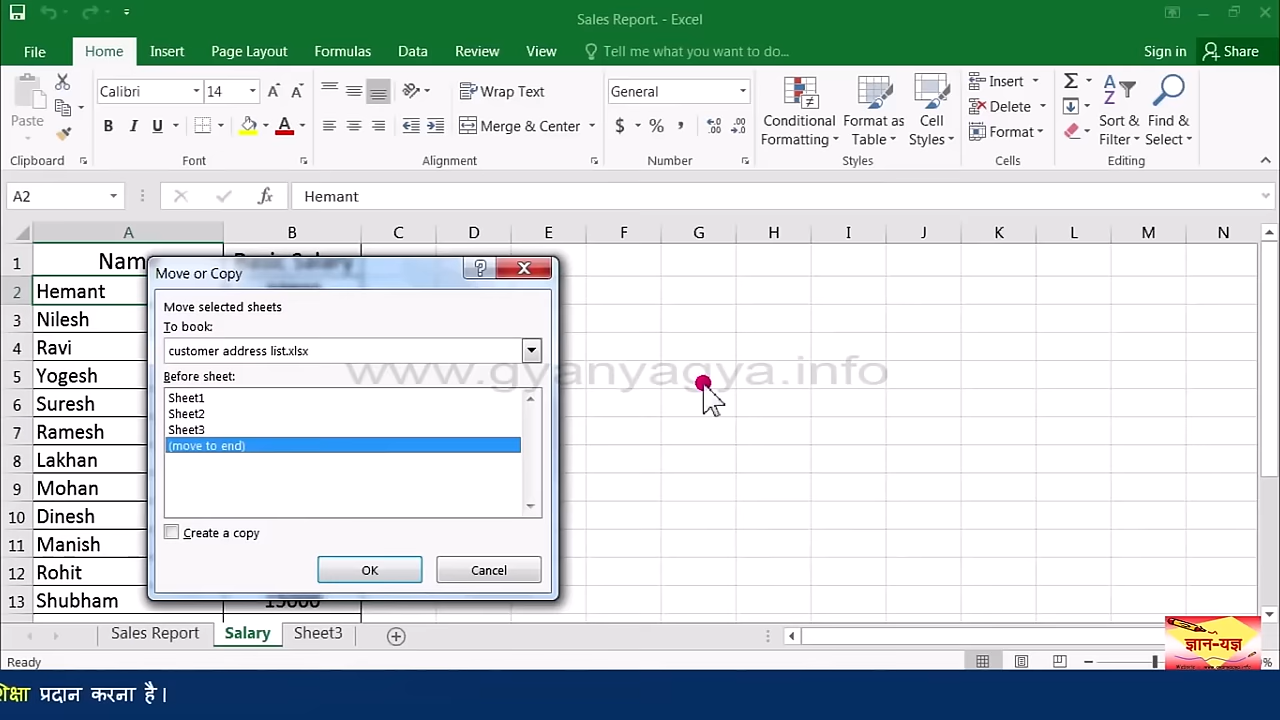 Sales Report. - Excel
File Home Insert Page Layout Formulas Data Review View Tell me what you want to do... Sign in Share
Calibri 14 Wrap Text General Insert
Paste B I U Merge & Center $ % , Conditional Formatting Format as Table Cell Styles Delete Format Sort & Filter Find & Select
Clipboard Font Alignment Number Styles Cells Editing
A2 fx Hemant
A B C D E F G H I J K L M N
1
2 Hemant
3 Nilesh
4 Ravi
5 Yogesh
6 Suresh
7 Ramesh
8 Lakhan
9 Mohan
10 Dinesh
11 Manish
12 Rohit
13 Shubham 15000
Move or Copy
Move selected sheets
To book:
customer address list.xlsx
Before sheet:
Sheet1
Sheet2
Sheet3
(move to end)
Create a copy
OK Cancel
www.gyanyagya.info
Sales Report Salary Sheet3
ज्ञान-यज्ञ
Ready
शिक्षा प्रदान करना है।